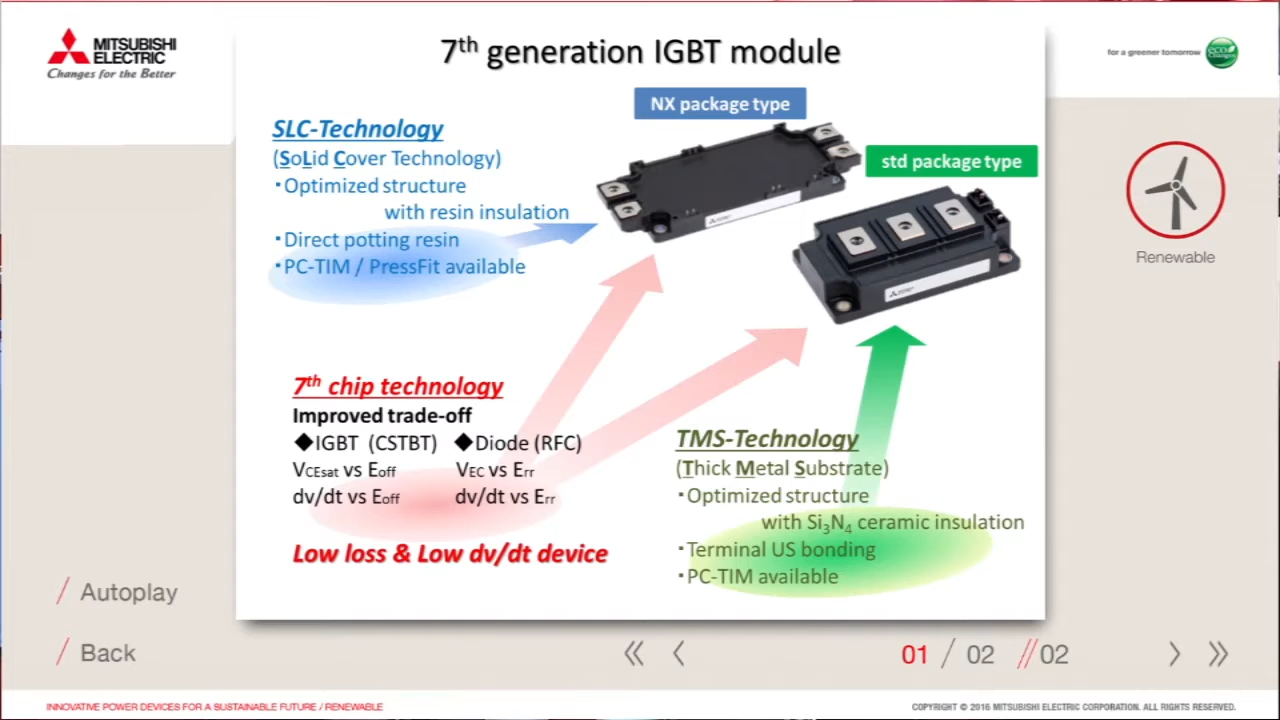 MITSUBISHI
ELECTRIC
Changes for the Better
7th generation IGBT module
for a greener tomorrow
eco
Changes
NX package type
std package type
SLC-Technology
(SoLid Cover Technology)
・Optimized structure
with resin insulation
・Direct potting resin
・PC-TIM / PressFit available
Renewable
7th chip technology
Improved trade-off
◆IGBT (CSTBT) ◆Diode (RFC)
VCEsat vs Eoff VEC vs Err
dv/dt vs Eoff dv/dt vs Err
Low loss & Low dv/dt device
TMS-Technology
(Thick Metal Substrate)
・Optimized structure
with Si3N4 ceramic insulation
・Terminal US bonding
・PC-TIM available
/ Autoplay
/ Back
01 / 02 // 02
INNOVATIVE POWER DEVICES FOR A SUSTAINABLE FUTURE / RENEWABLE
COPYRIGHT © 2016 MITSUBISHI ELECTRIC CORPORATION. ALL RIGHTS RESERVED.